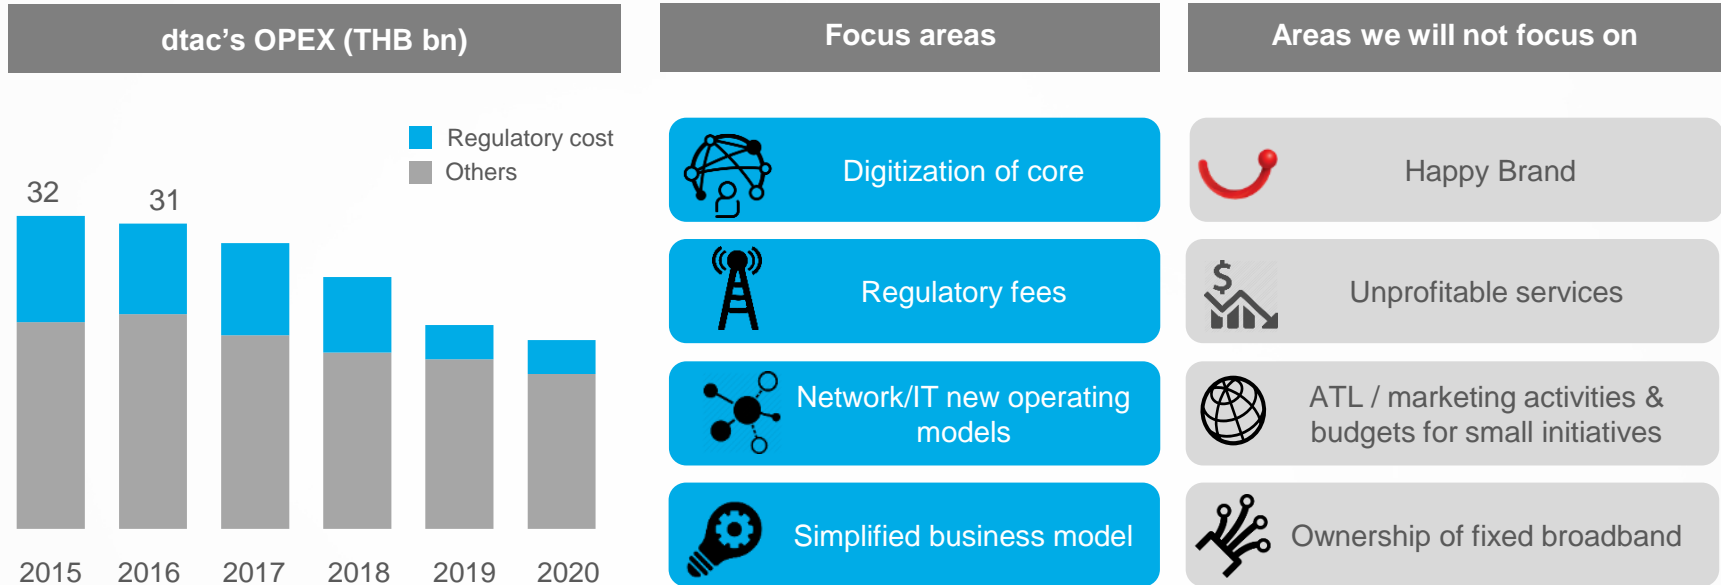 dtac's OPEX (THB bn)
Regulatory cost
Others
32
31
2015
2016
2017
2018
2019
2020
Focus areas
Digitization of core
Regulatory fees
Network/IT new operating
models
Simplified business model
Areas we will not focus on
Happy Brand
$
Unprofitable services
ATL / marketing activities &
budgets for small initiatives
Ownership of fixed broadband